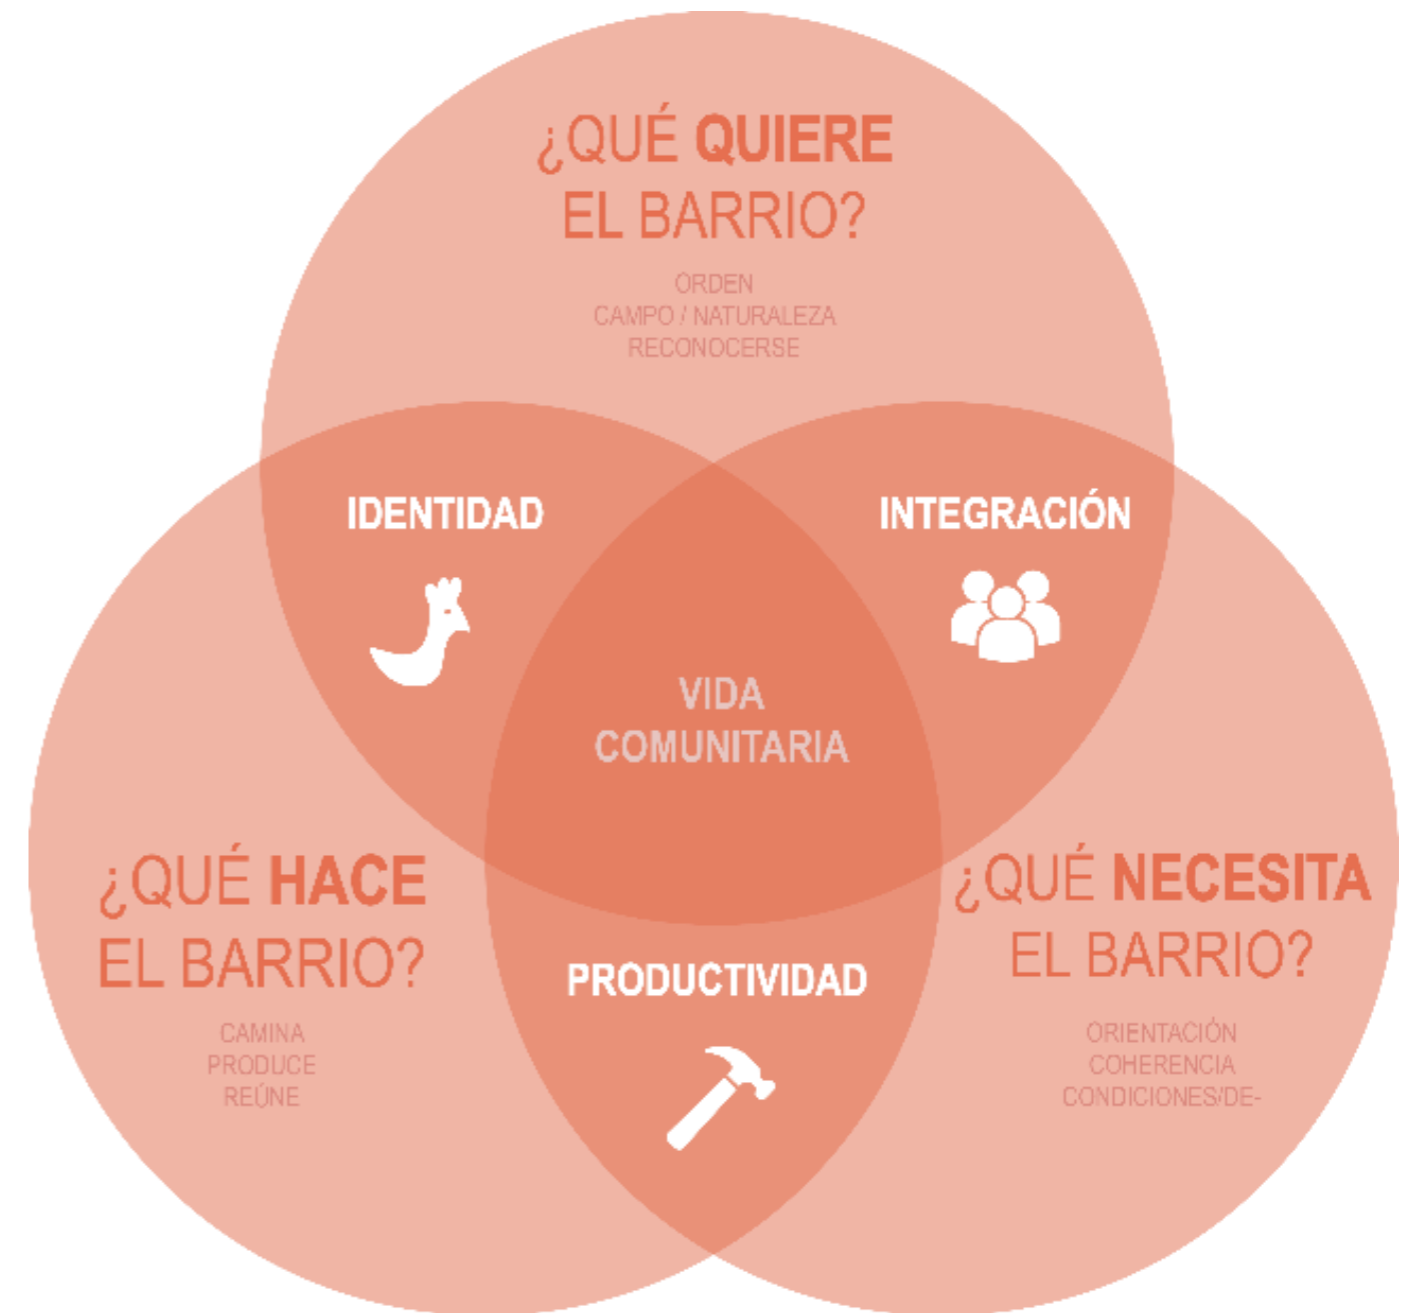 ¿QUÉ QUIERE
EL BARRIO?
ORDEN
CAMPO / NATURALEZA
RECONOCERSE
IDENTIDAD
INTEGRACIÓN
VIDA
COMUNITARIA
¿QUÉ HACE
EL BARRIO?
CAMINA
PRODUCE
REÚNE
¿QUÉ NECESITA
EL BARRIO?
ORIENTACIÓN
COHERENCIA
CONDICIONES/DE-
PRODUCTIVIDAD